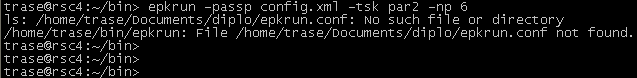 trase@rsc4:~/bin> epkrun -passp config.xml -tsk par2 -np 6
ls: /home/trase/Documents/diplo/epkrun.conf: No such file or directory
/home/trase/bin/epkrun: File /home/trase/Documents/diplo/epkrun.conf not found.
trase@rsc4:~/bin>
trase@rsc4:~/bin>
trase@rsc4:~/bin>